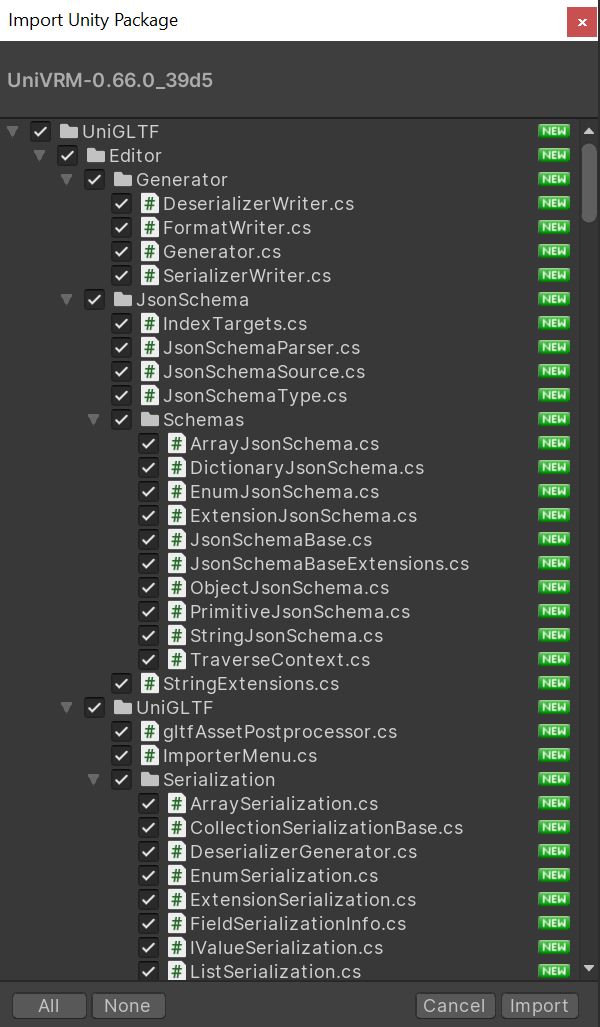 Import Unity Package
x
UniVRM-0.66.0_39d5
UniGLTF NEW
Editor NEW
Generator NEW
DeserializerWriter.cs NEW
FormatWriter.cs NEW
Generator.cs NEW
SerializerWriter.cs NEW
JsonSchema NEW
IndexTargets.cs NEW
JsonSchemaParser.cs NEW
JsonSchemaSource.cs NEW
JsonSchemaType.cs NEW
Schemas NEW
ArrayJsonSchema.cs NEW
DictionaryJsonSchema.cs NEW
EnumJsonSchema.cs NEW
ExtensionJsonSchema.cs NEW
JsonSchemaBase.cs NEW
JsonSchemaBaseExtensions.cs NEW
ObjectJsonSchema.cs NEW
PrimitiveJsonSchema.cs NEW
StringJsonSchema.cs NEW
TraverseContext.cs NEW
StringExtensions.cs NEW
UniGLTF NEW
gltfAssetPostprocessor.cs NEW
ImporterMenu.cs NEW
Serialization NEW
ArraySerialization.cs NEW
CollectionSerializationBase.cs NEW
DeserializerGenerator.cs NEW
EnumSerialization.cs NEW
ExtensionSerialization.cs NEW
FieldSerializationInfo.cs NEW
IValueSerialization.cs NEW
ListSerialization.cs NEW
All None Cancel Import